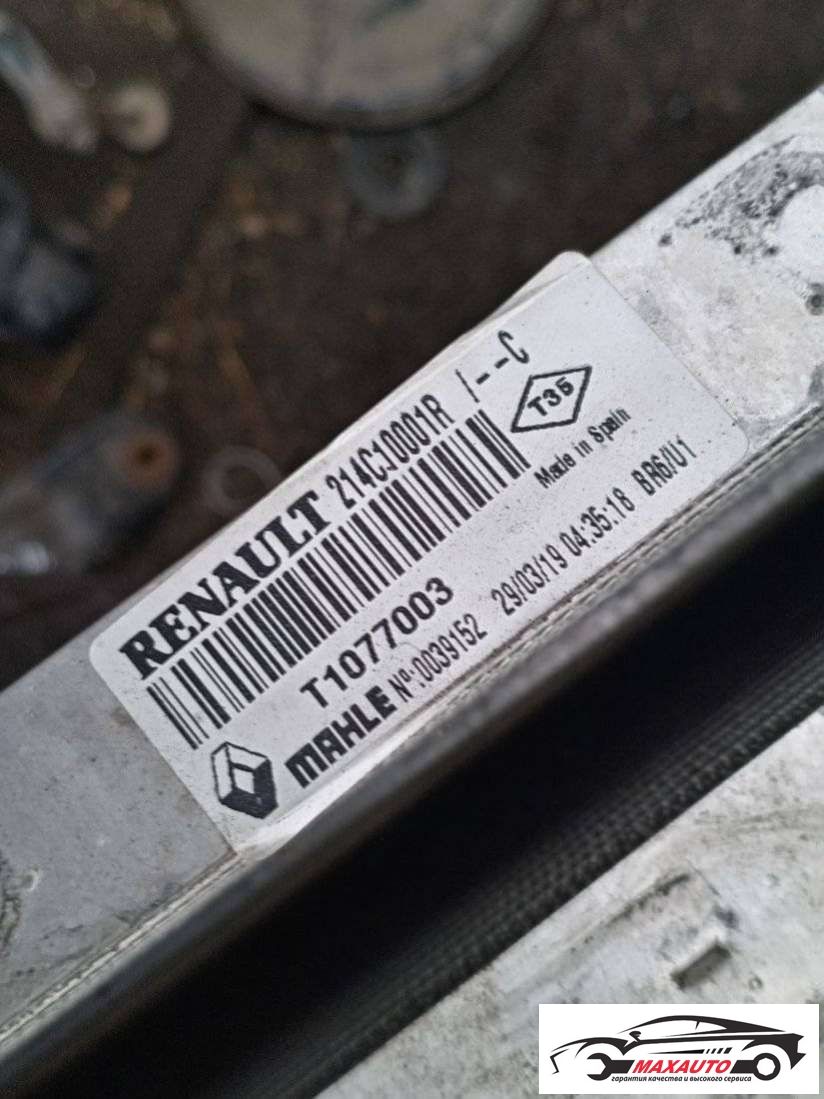 RENAULT 214C10001R /--C
T35
Made in Spain
T1077003
MAHLE Nº:0039152 29/03/19 04:35:18 BR6/U1
MAXAUTO
гарантия качества и высокого сервиса